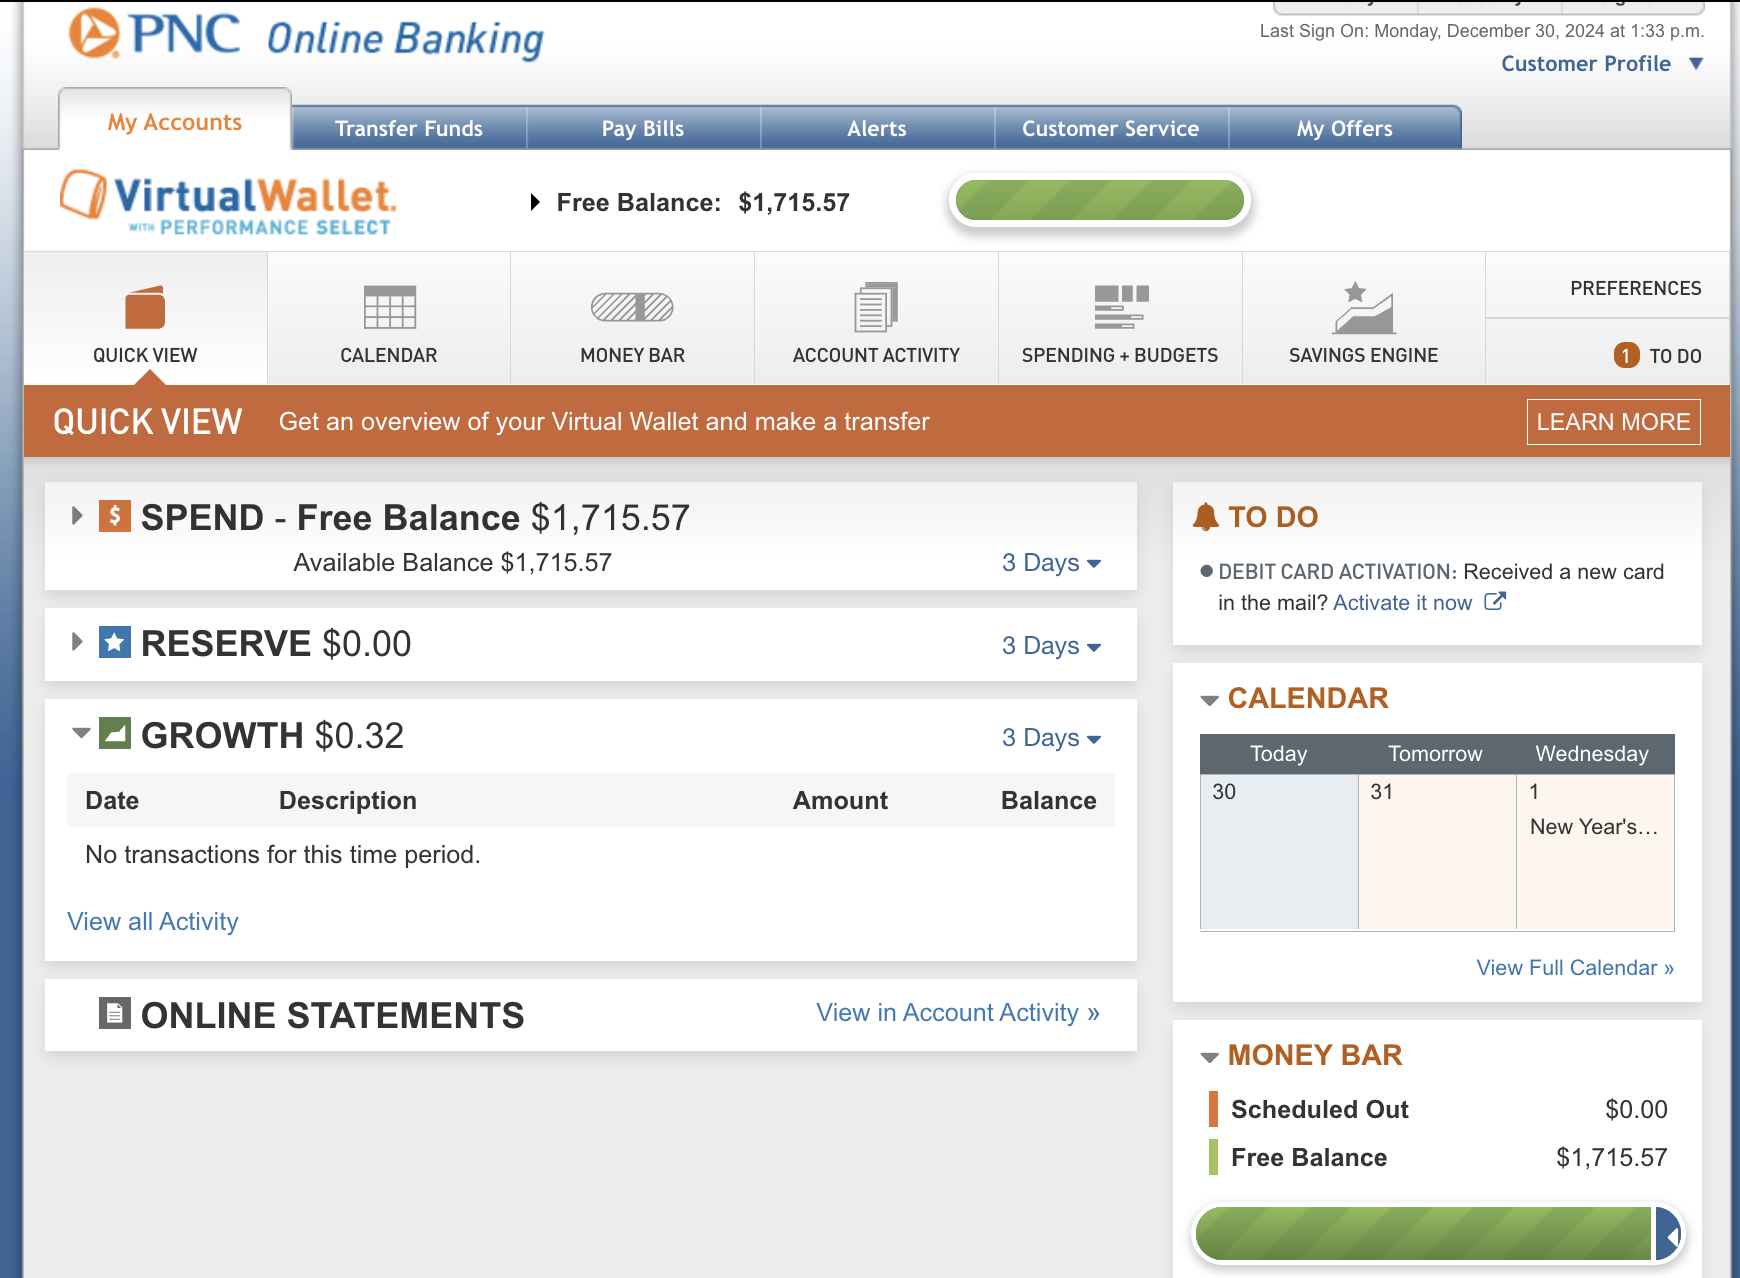 PNC Online Banking
Last Sign On: Monday, December 30, 2024 at 1:33 p.m.
Customer Profile
My Accounts
Transfer Funds
Pay Bills
Alerts
Customer Service
My Offers
VirtualWallet.
WITH PERFORMANCE SELECT
Free Balance: $1,715.57
QUICK VIEW
CALENDAR
MONEY BAR
ACCOUNT ACTIVITY
SPENDING + BUDGETS
SAVINGS ENGINE
PREFERENCES
1 TO DO
QUICK VIEW Get an overview of your Virtual Wallet and make a transfer
LEARN MORE
$ SPEND - Free Balance $1,715.57
Available Balance $1,715.57
3 Days
RESERVE $0.00
3 Days
GROWTH $0.32
3 Days
Date Description Amount Balance
No transactions for this time period.
View all Activity
ONLINE STATEMENTS
View in Account Activity »
TO DO
DEBIT CARD ACTIVATION: Received a new card
in the mail? Activate it now
CALENDAR
Today Tomorrow Wednesday
30 31 1
New Year's...
View Full Calendar »
MONEY BAR
Scheduled Out $0.00
Free Balance $1,715.57